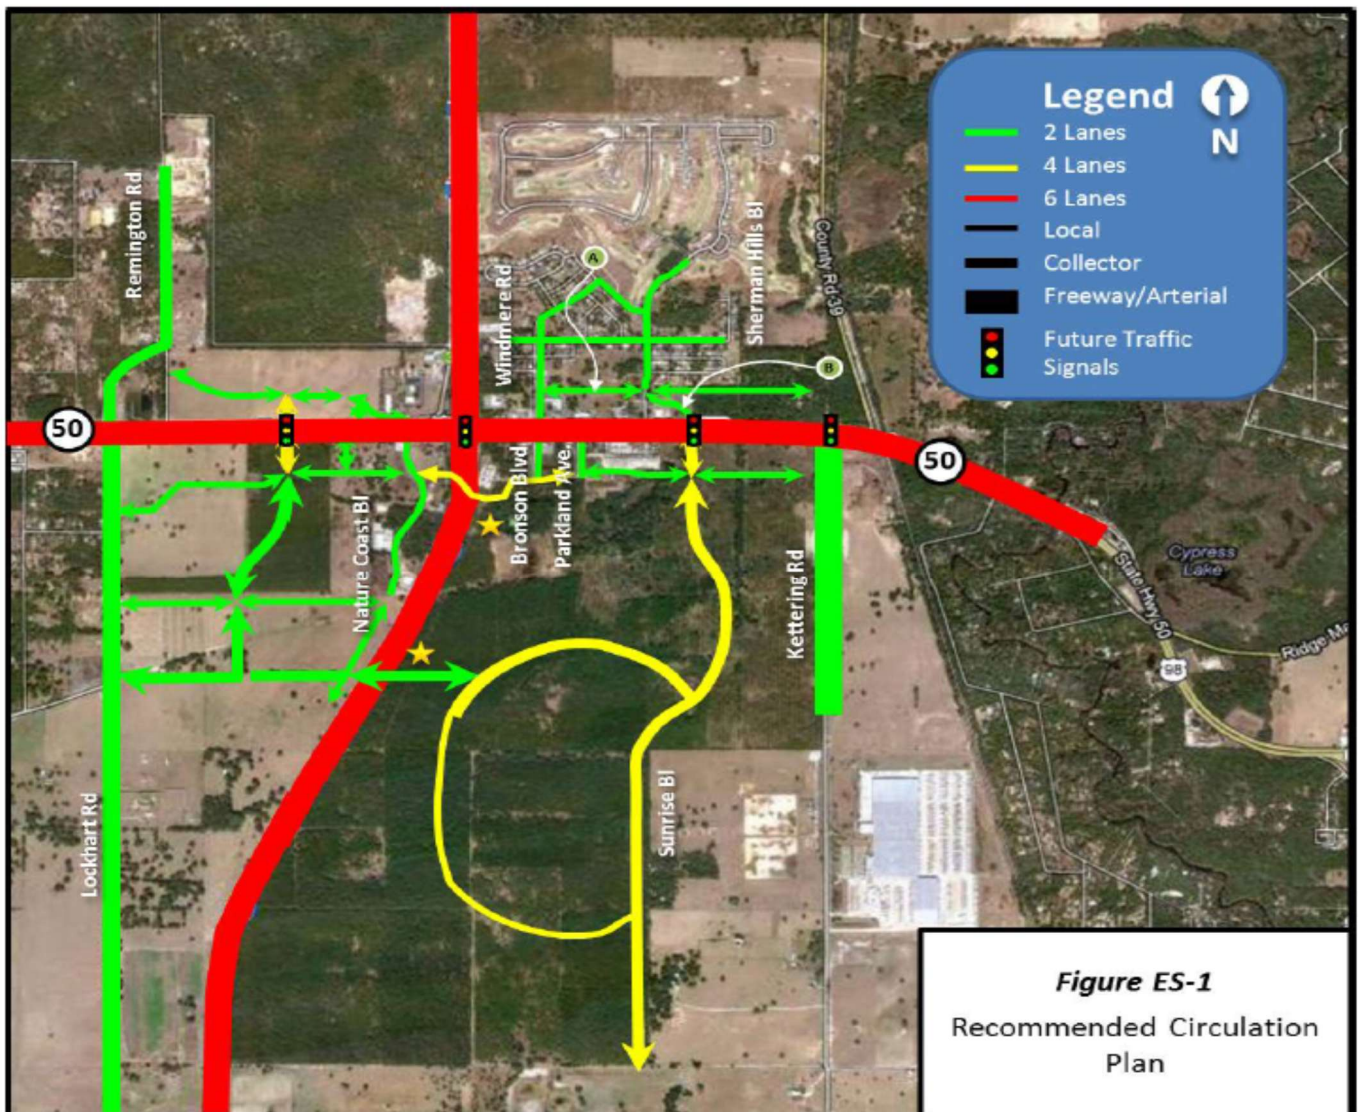 Legend
N
2 Lanes
4 Lanes
6 Lanes
Local
Collector
Freeway/Arterial
Future Traffic
Signals
Remington Rd
Windmere Rd
Sherman Hills Bl
County Rd 39
A
B
50
50
Bronson Blvd
Parkland Ave.
Nature Coast Bl
Kettering Rd
Cypress
Lake
State Hwy 50
98
Ridge Ma
Lockhart Rd
Sunrise Bl
Figure ES-1
Recommended Circulation
Plan